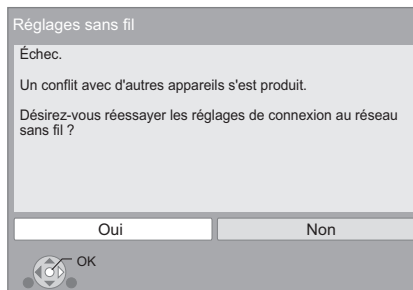 Réglages sans fil
Échec.
Un conflit avec d'autres appareils s'est produit.
Désirez-vous réessayer les réglages de connexion au réseau
sans fil ?
Oui
Non
OK